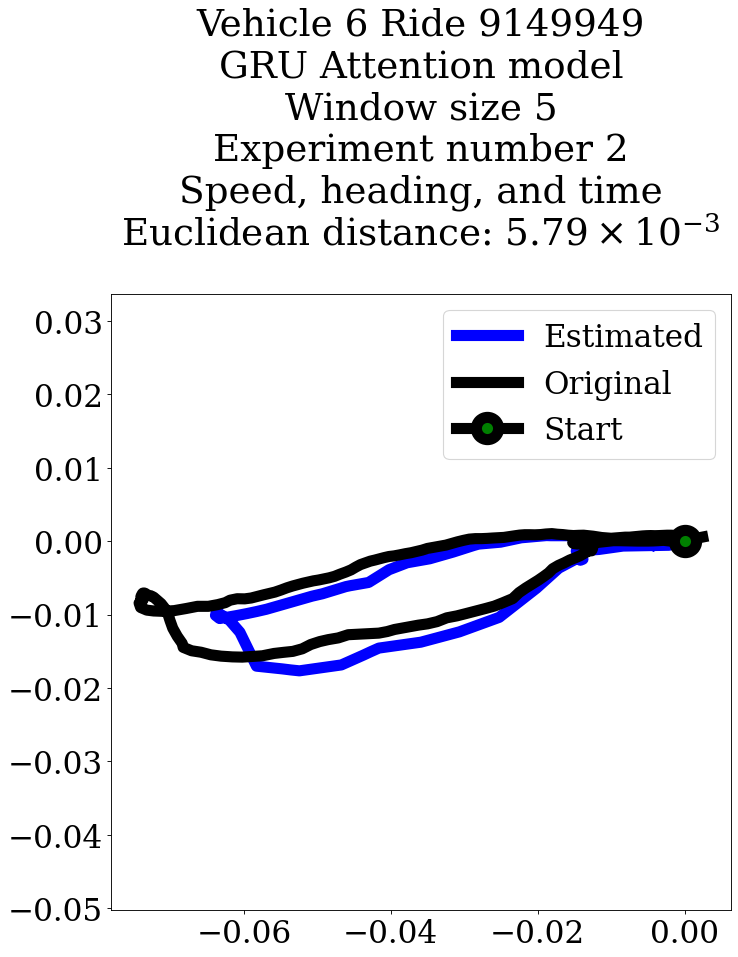 Vehicle 6 Ride 9149949
GRU Attention model
Window size 5
Experiment number 2
Speed, heading, and time
Euclidean distance: 5.79 × 10⁻³
Estimated
Original
Start
0.03
0.02
0.01
0.00
−0.01
−0.02
−0.03
−0.04
−0.05
−0.06
−0.04
−0.02
0.00